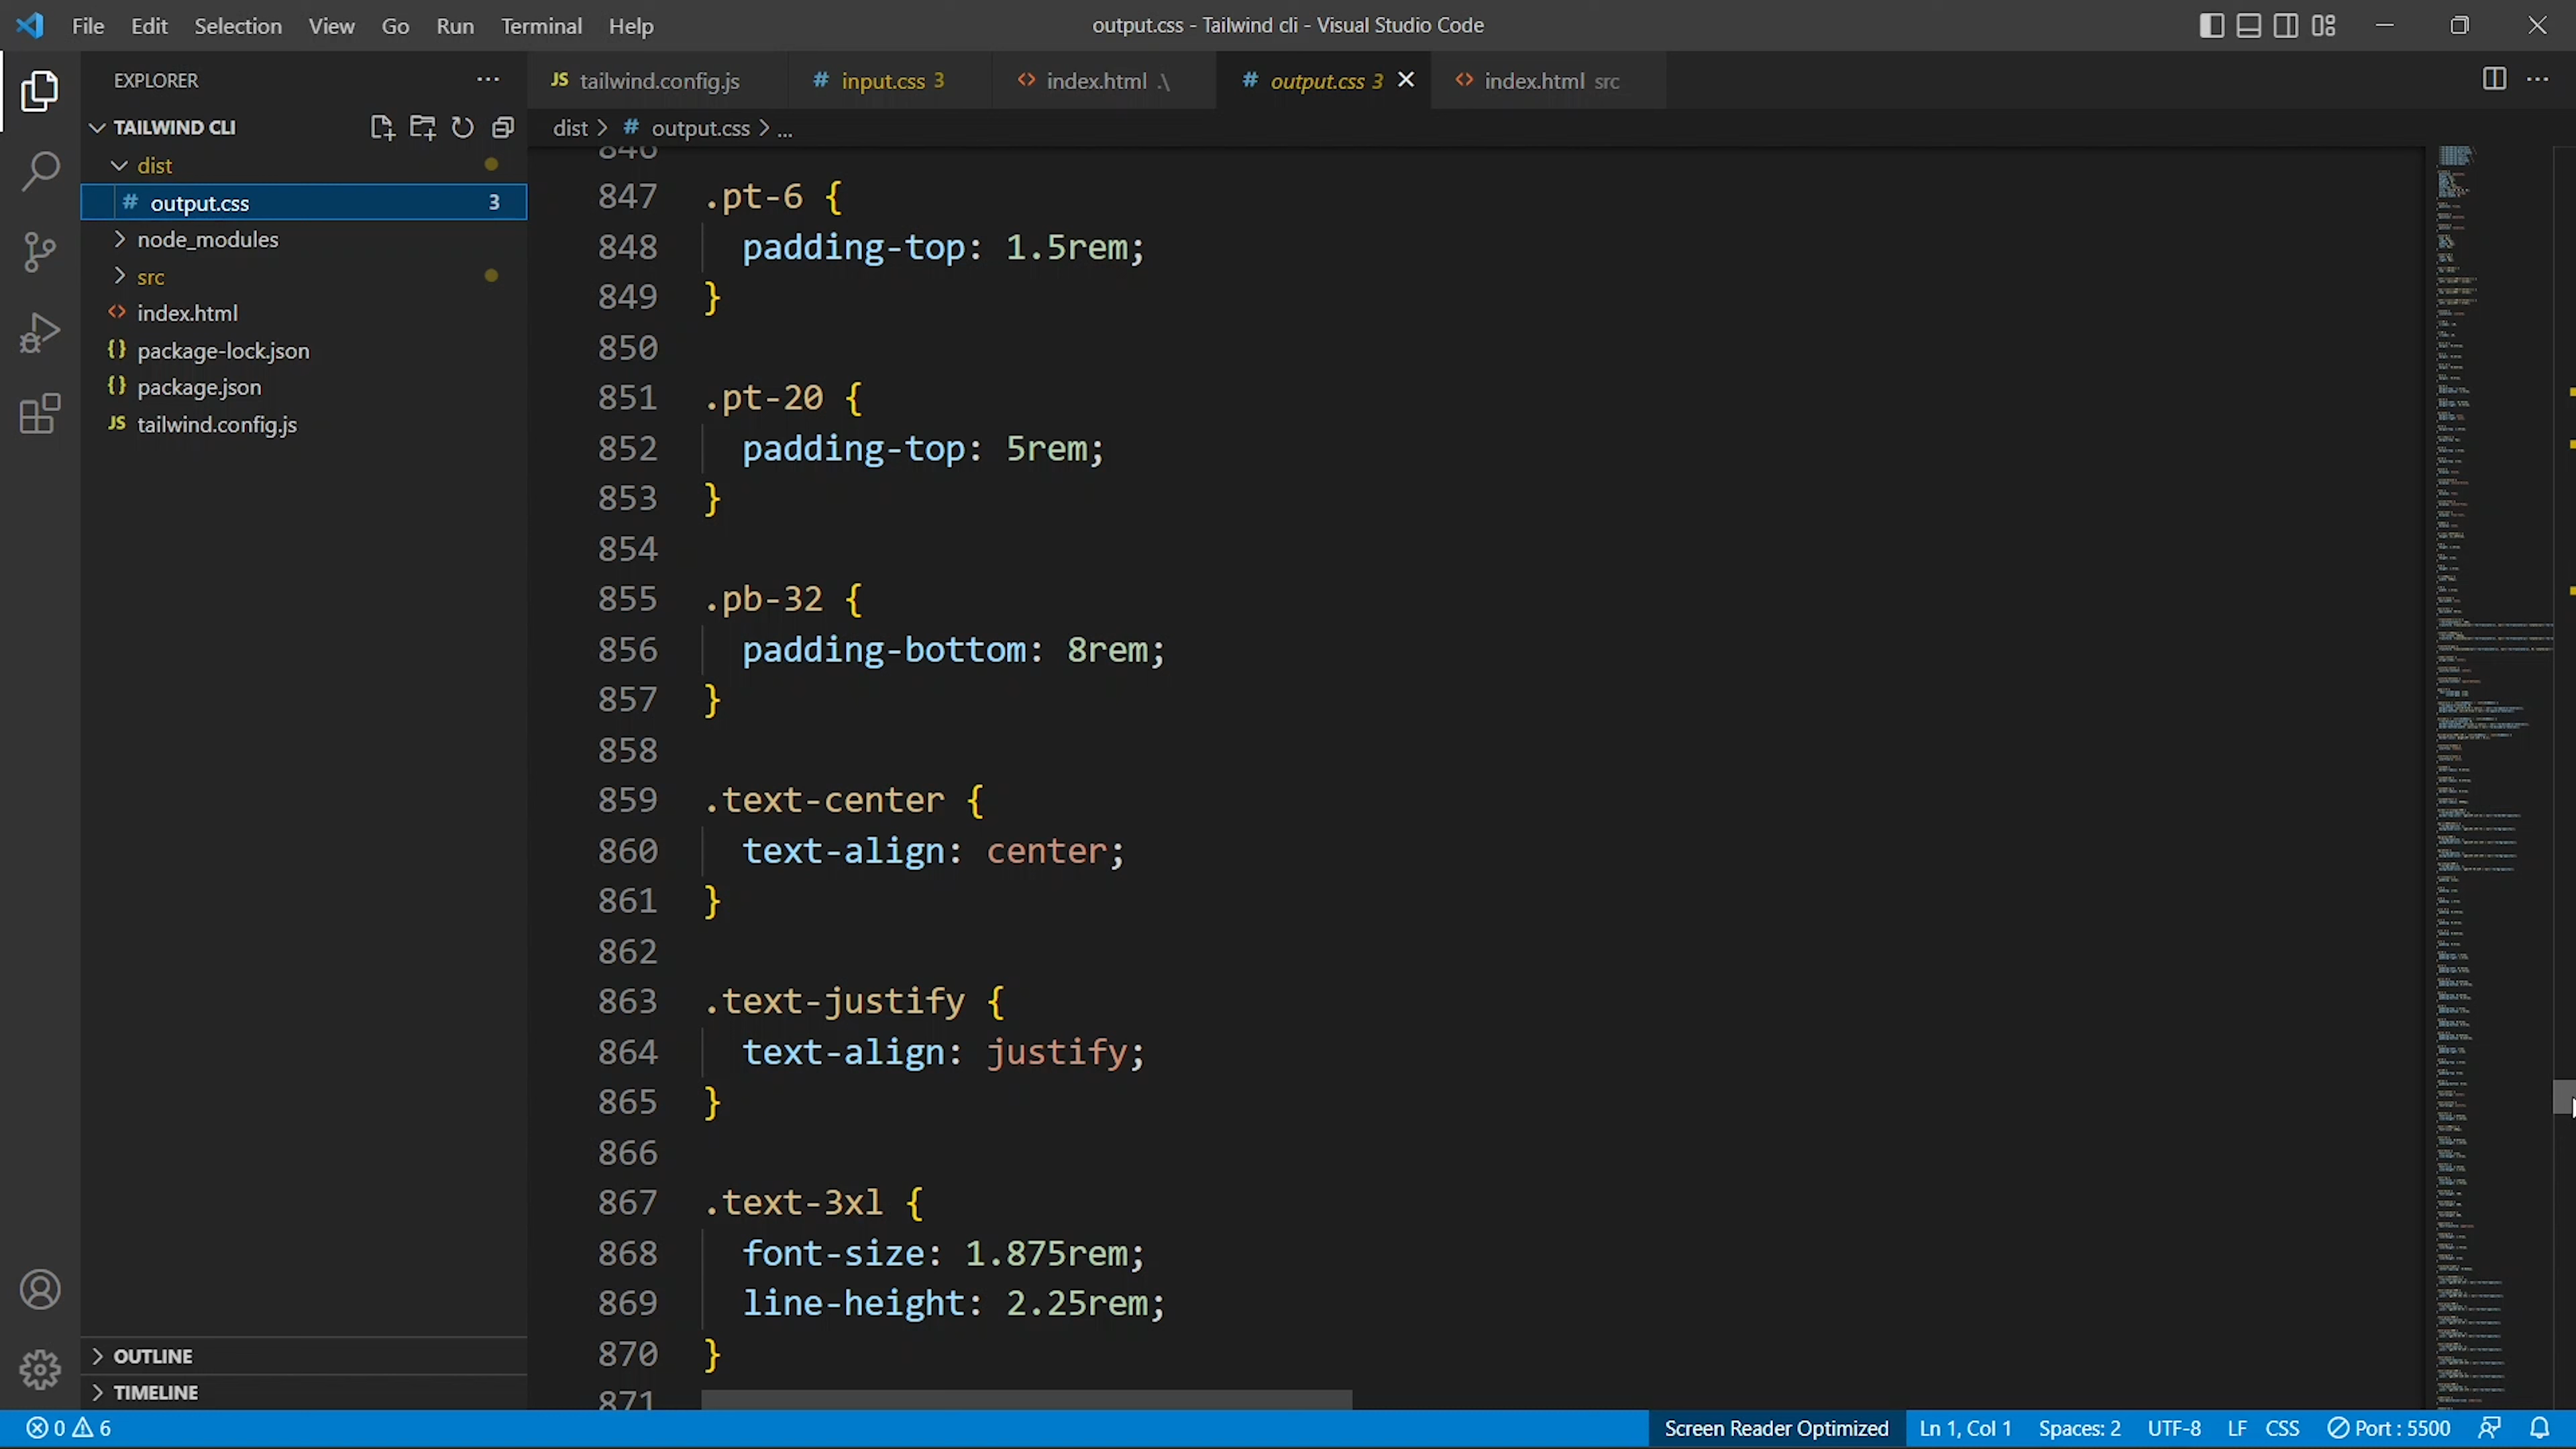 File Edit Selection View Go Run Terminal Help
output.css - Tailwind cli - Visual Studio Code
EXPLORER
TAILWIND CLI
dist
# output.css 3
node_modules
src
index.html
{} package-lock.json
{} package.json
JS tailwind.config.js
OUTLINE
TIMELINE
JS tailwind.config.js # input.css 3 <> index.html .\ # output.css 3 <> index.html src
dist > # output.css > ...
846
847 .pt-6 {
848 padding-top: 1.5rem;
849 }
850
851 .pt-20 {
852 padding-top: 5rem;
853 }
854
855 .pb-32 {
856 padding-bottom: 8rem;
857 }
858
859 .text-center {
860 text-align: center;
861 }
862
863 .text-justify {
864 text-align: justify;
865 }
866
867 .text-3xl {
868 font-size: 1.875rem;
869 line-height: 2.25rem;
870 }
871
0 6
Screen Reader Optimized Ln 1, Col 1 Spaces: 2 UTF-8 LF CSS Port : 5500